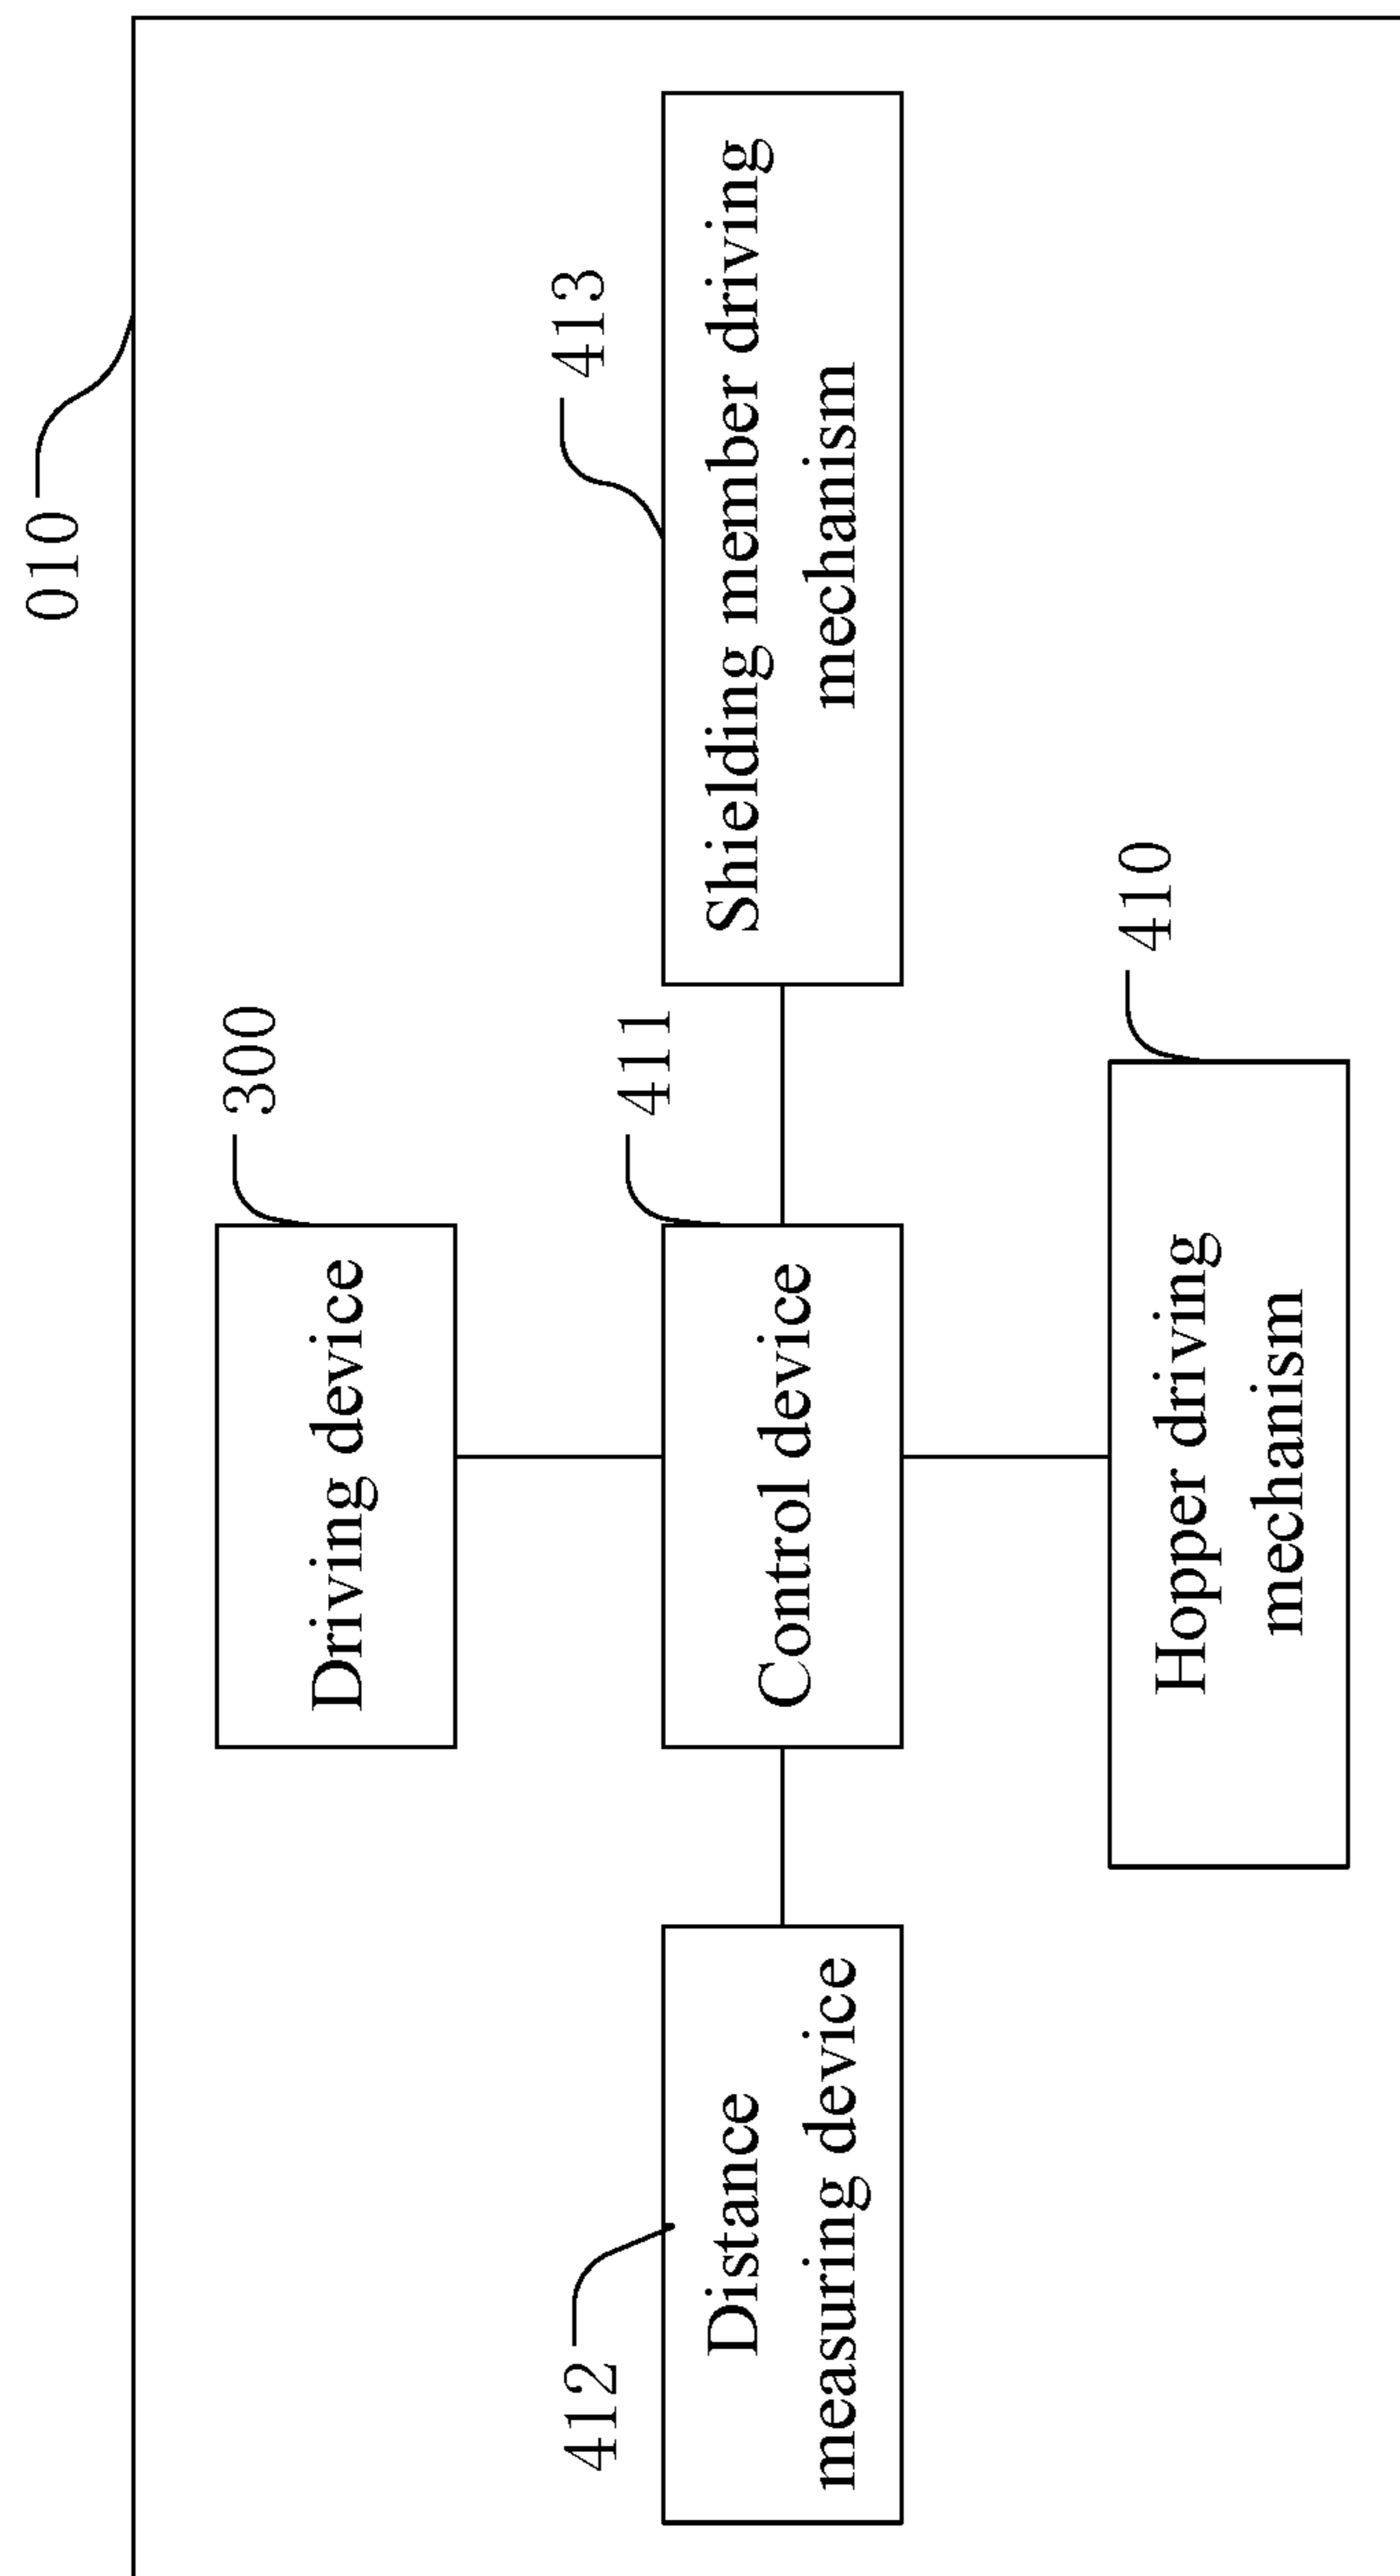 010
300
Driving device
412
Distance
measuring device
411
Control device
413
Shielding member driving
mechanism
410
Hopper driving
mechanism